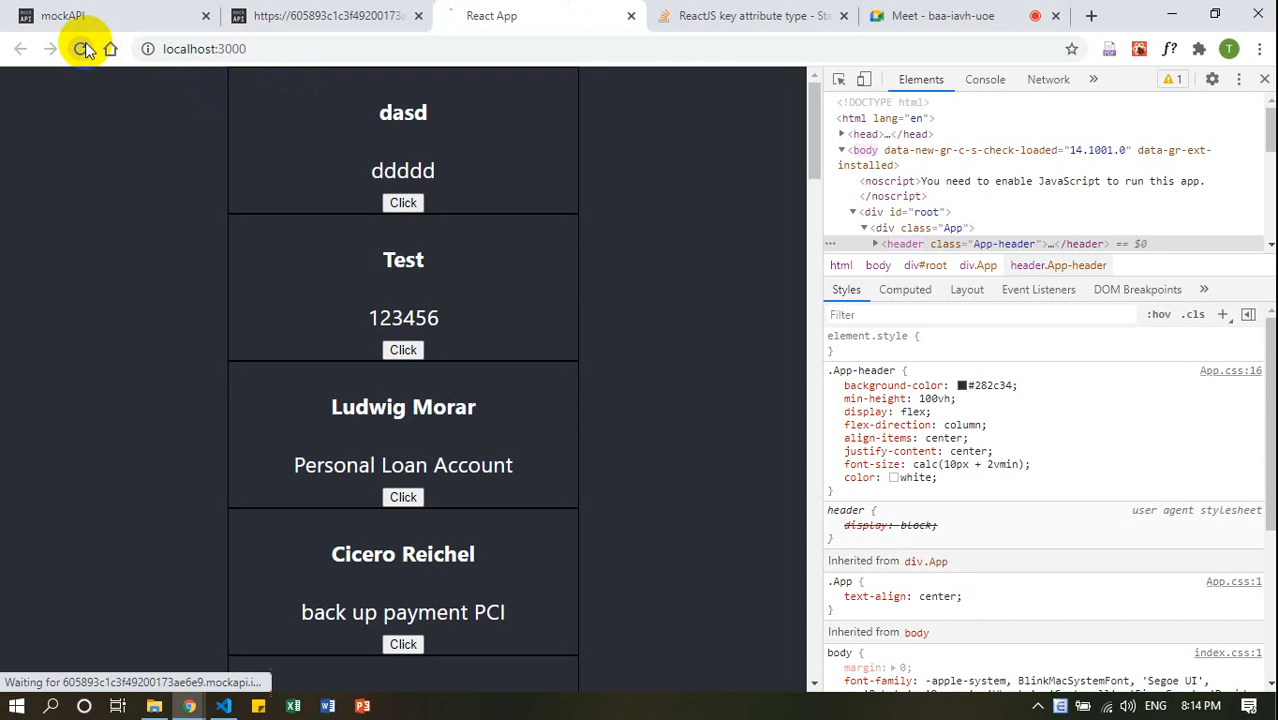 mockAPI
https://605893c1c3f49200173a
React App
ReactJS key attribute type - Sta
Meet - baa-iavh-uoe
localhost:3000
f?
T
dasd
ddddd
Click
Test
123456
Click
Ludwig Morar
Personal Loan Account
Click
Cicero Reichel
back up payment PCI
Click
Waiting for 605893c1c3f49200173ae6e9.mockapi.i...
Elements
Console
Network
»
1
<!DOCTYPE html>
<html lang="en">
<head>…</head>
<body data-new-gr-c-s-check-loaded="14.1001.0" data-gr-ext-
installed>
<noscript>You need to enable JavaScript to run this app.
</noscript>
<div id="root">
<div class="App">
<header class="App-header">…</header> == $0
html body div#root div.App header.App-header
Styles Computed Layout Event Listeners DOM Breakpoints »
Filter
:hov .cls +
element.style {
}
.App-header { App.css:16
background-color: #282c34;
min-height: 100vh;
display: flex;
flex-direction: column;
align-items: center;
justify-content: center;
font-size: calc(10px + 2vmin);
color: white;
}
header { user agent stylesheet
display: block;
}
Inherited from div.App
.App { App.css:1
text-align: center;
}
Inherited from body
body { index.css:1
margin: 0;
font-family: -apple-system, BlinkMacSystemFont, 'Segoe UI',
8:14 PM